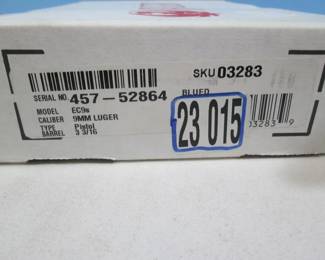 SKU 03283
SERIAL NO. 457-52864
BLUED
MODEL EC9s
CALIBER 9MM LUGER
TYPE Pistol
BARREL 3 3/16
23 015
03283 9